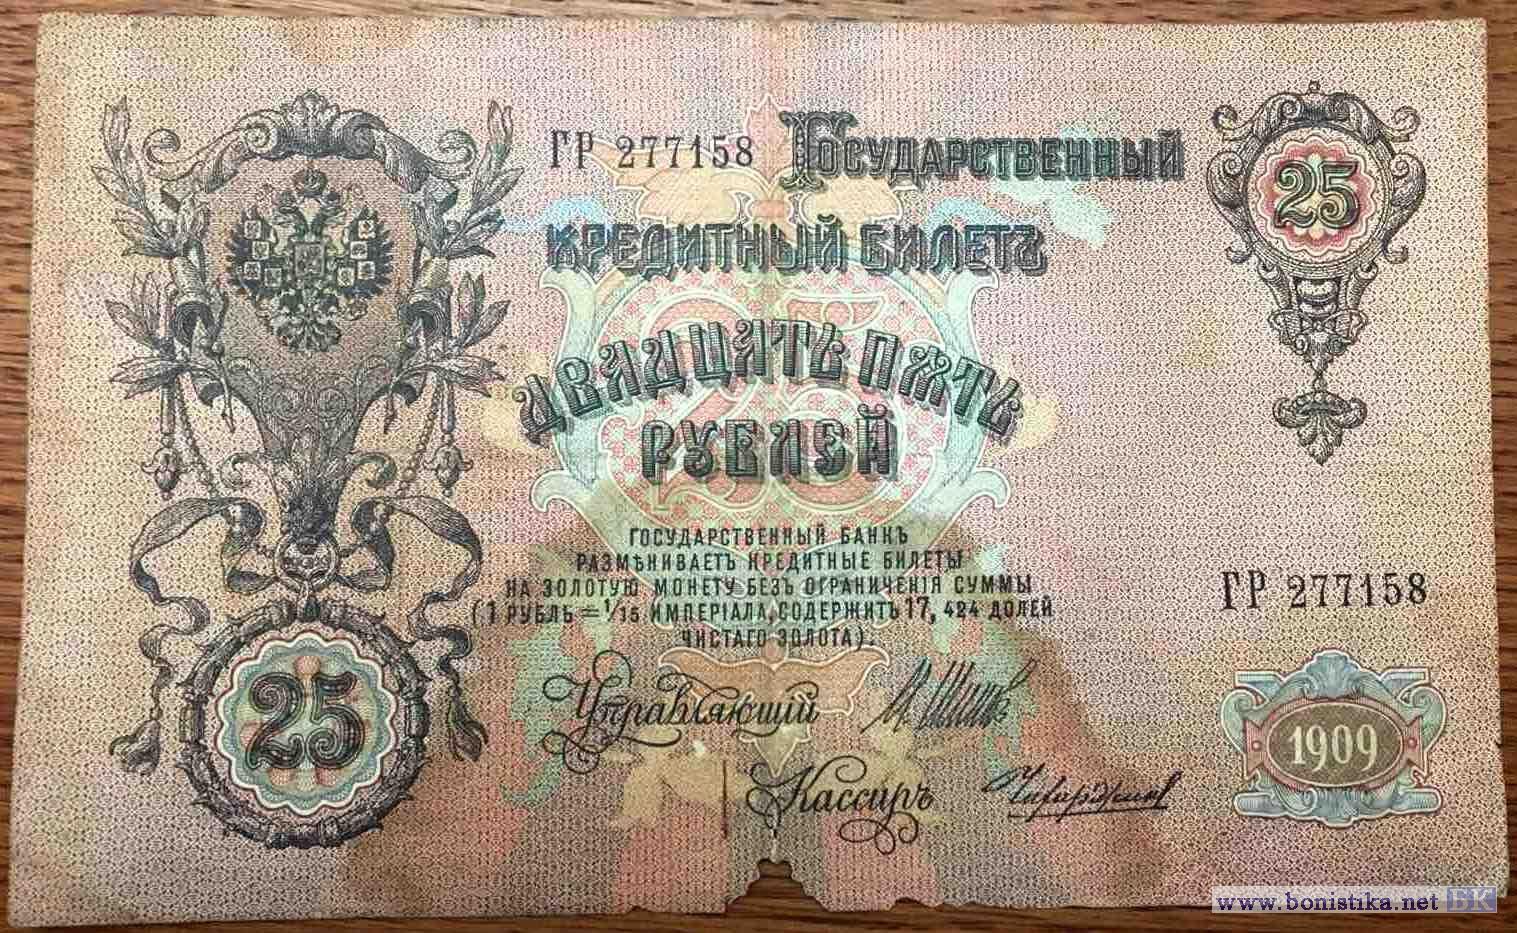 ГР 277158 Государственный
Кредитный Билетъ
25
Двадцать пять
рублей
Государственный Банкъ
размѣниваетъ кредитные билеты
на золотую монету безъ ограниченія суммы
(1 рубль = 1/15 имперіала, содержитъ 17,424 долей
чистаго золота).
ГР 277158
25
Управляющій
Кассиръ
1909
www.bonistika.net БК